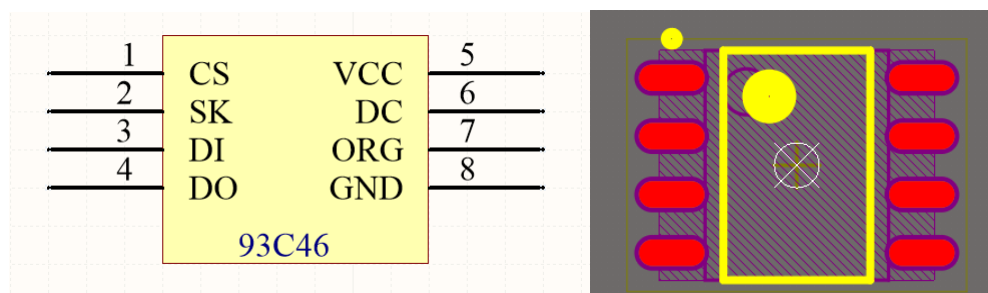 1 CS VCC 5
2 SK DC 6
3 DI ORG 7
4 DO GND 8
93C46